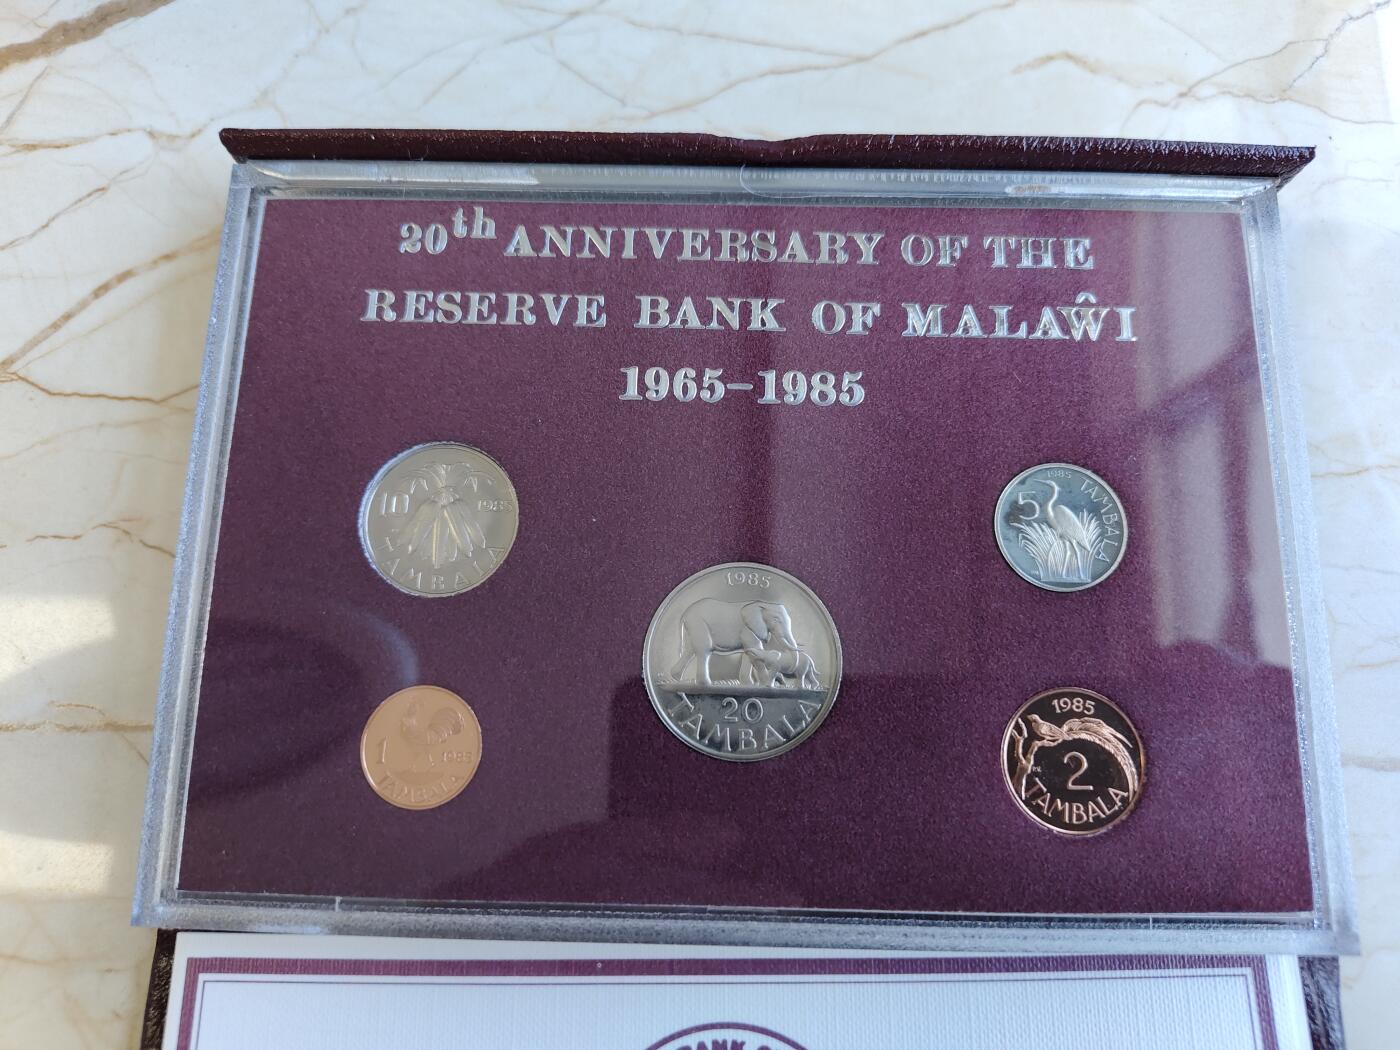 20th ANNIVERSARY OF THE
RESERVE BANK OF MALAŴI
1965-1985
10 1985
TAMBALA
1985
5 TAMBALA
1985
20
TAMBALA
1 1985
TAMBALA
1985
2
TAMBALA
BANK